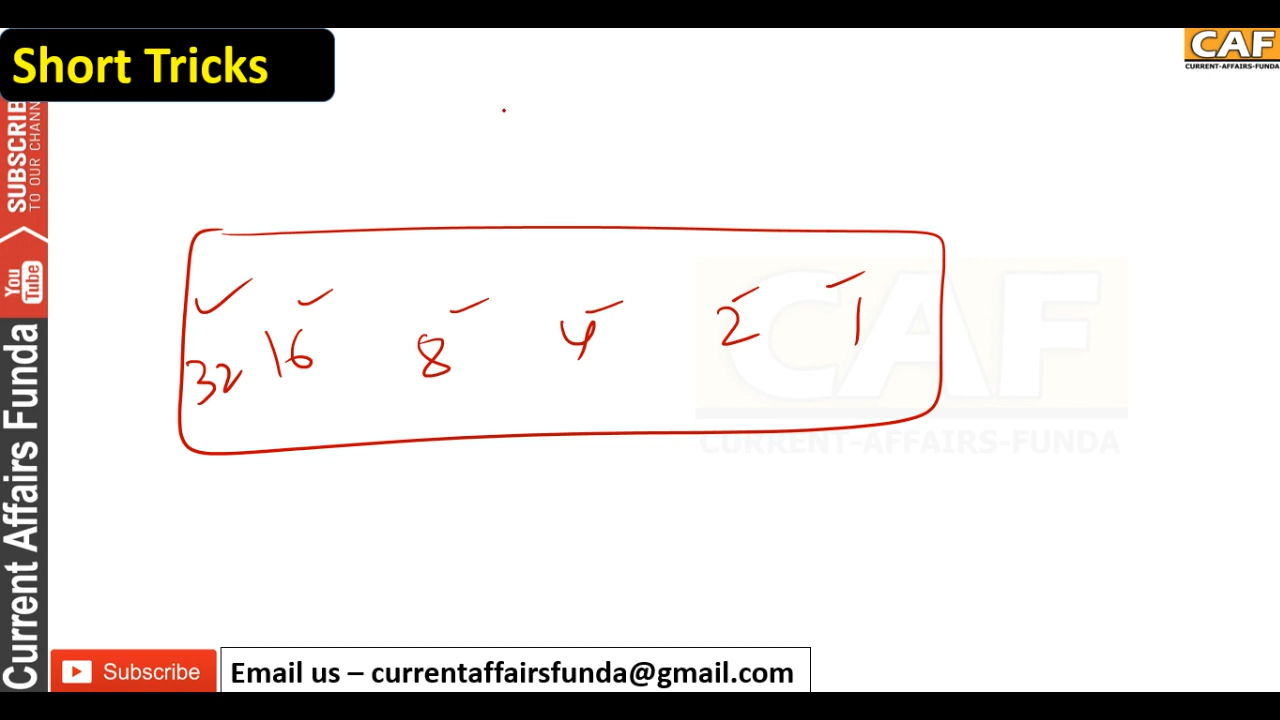 Short Tricks
CAF
CURRENT-AFFAIRS-FUNDA
SUBSCRIBE
TO OUR CHANN
You Tube
Current Affairs Funda
32 16 8 4 2 1
CAF
CURRENT-AFFAIRS-FUNDA
Subscribe
Email us – currentaffairsfunda@gmail.com